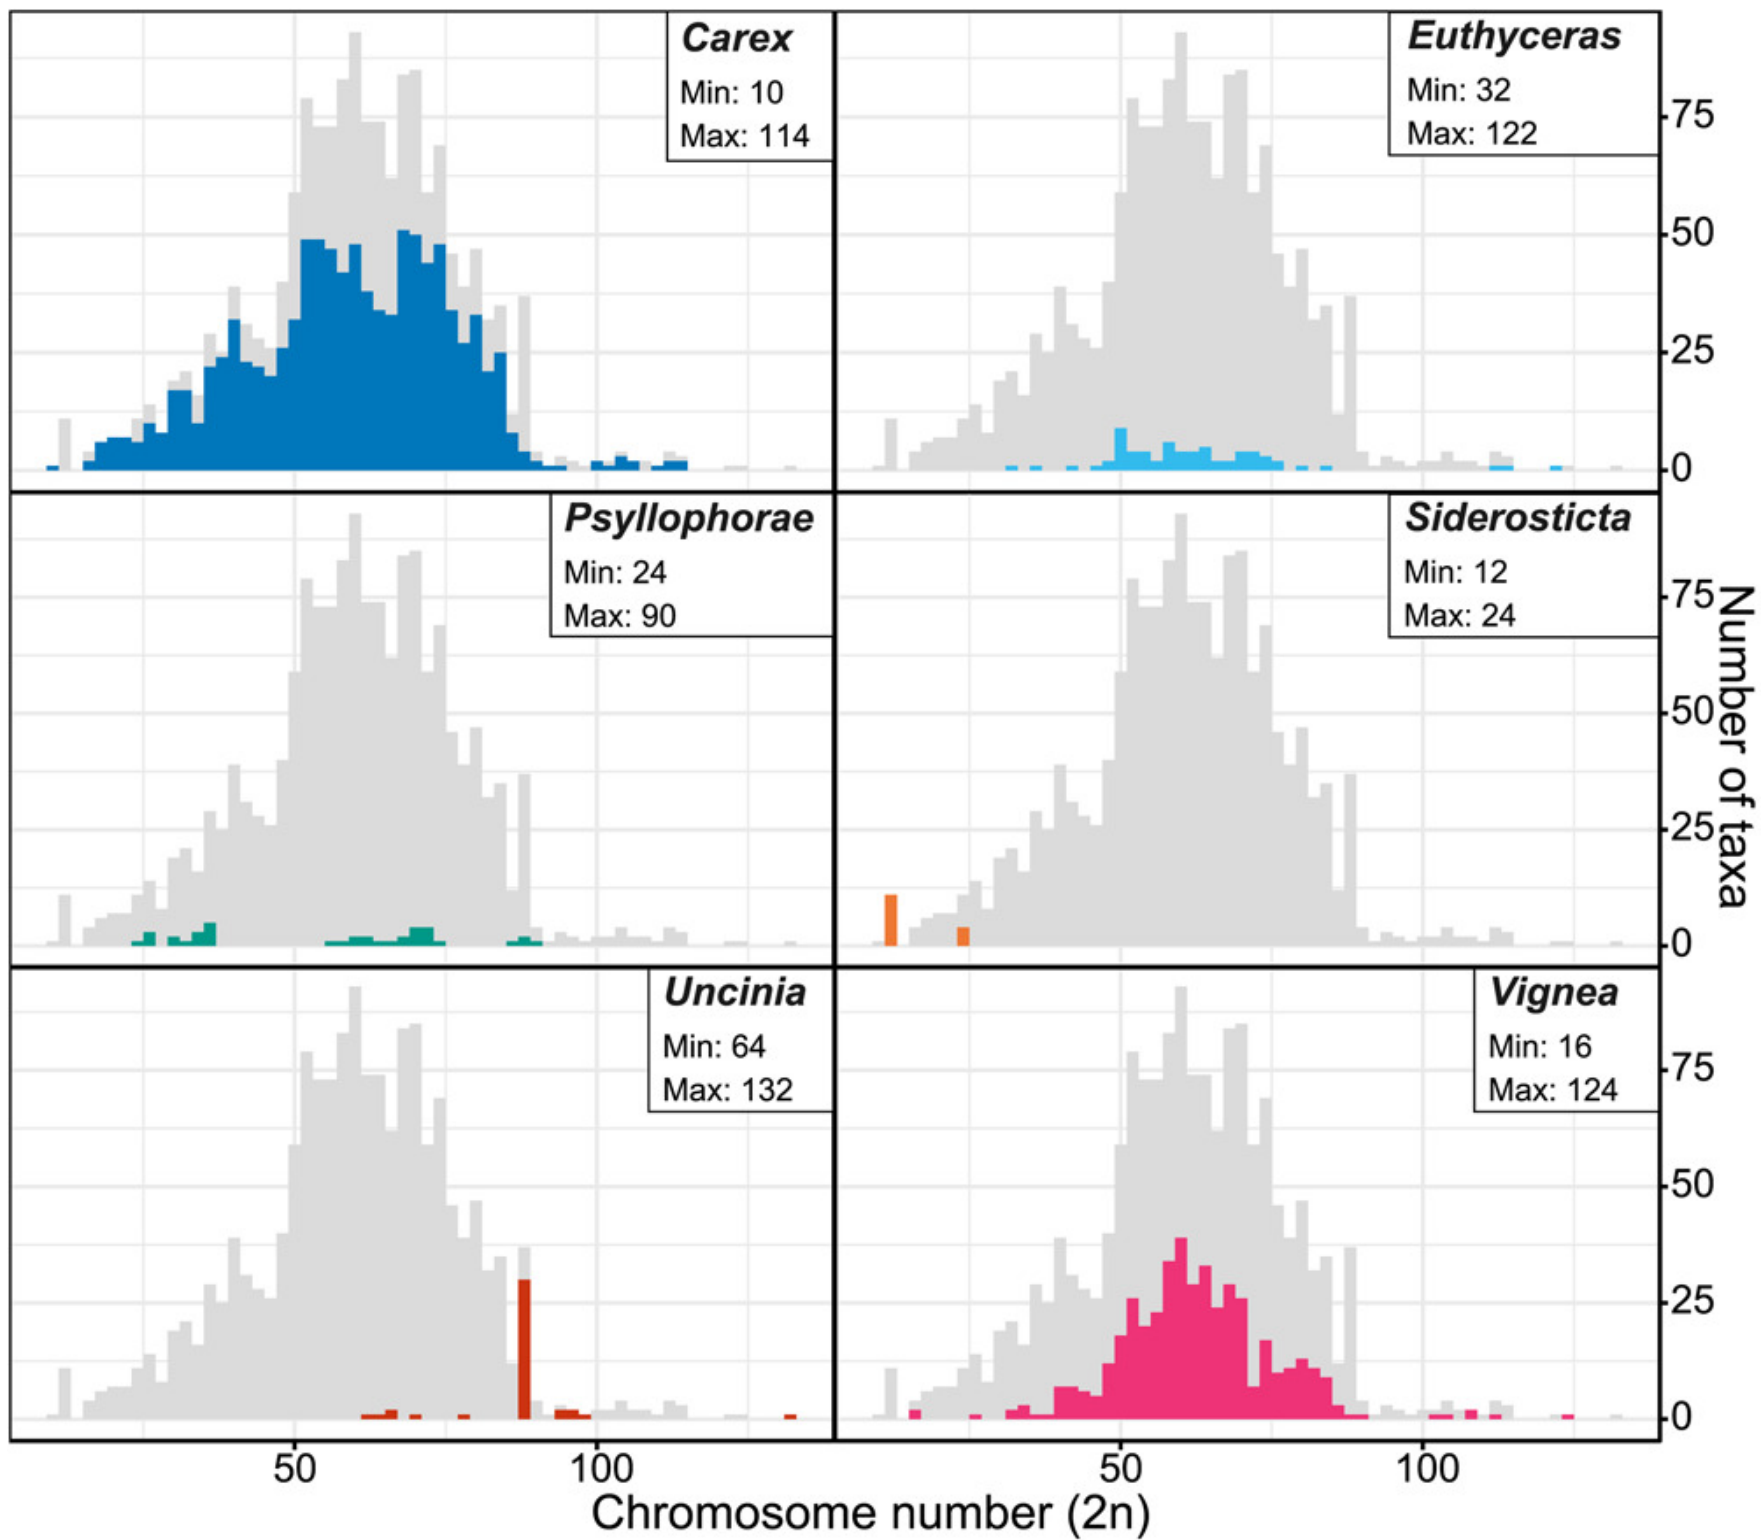 Carex
Min: 10
Max: 114
Euthyceras
Min: 32
Max: 122
75
50
25
0
Psyllophorae
Min: 24
Max: 90
Siderosticta
Min: 12
Max: 24
75
50
25
0
Number of taxa
Uncinia
Min: 64
Max: 132
Vignea
Min: 16
Max: 124
75
50
25
0
50
100
50
100
Chromosome number (2n)